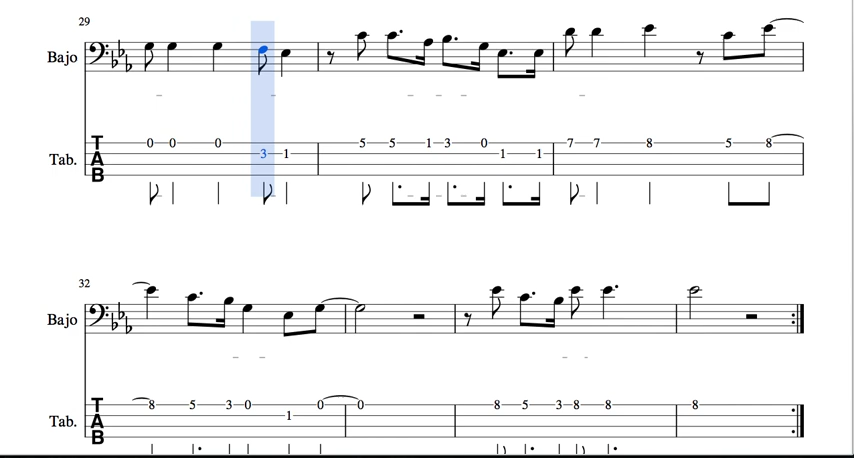 29
Bajo
T 0 0 0 5 5 1 3 0 7 7 8 5 8
Tab. A 3 1 1 1
B
32
Bajo
T 8 5 3 0 0 0 8 5 3 8 8 8
Tab. A 1
B